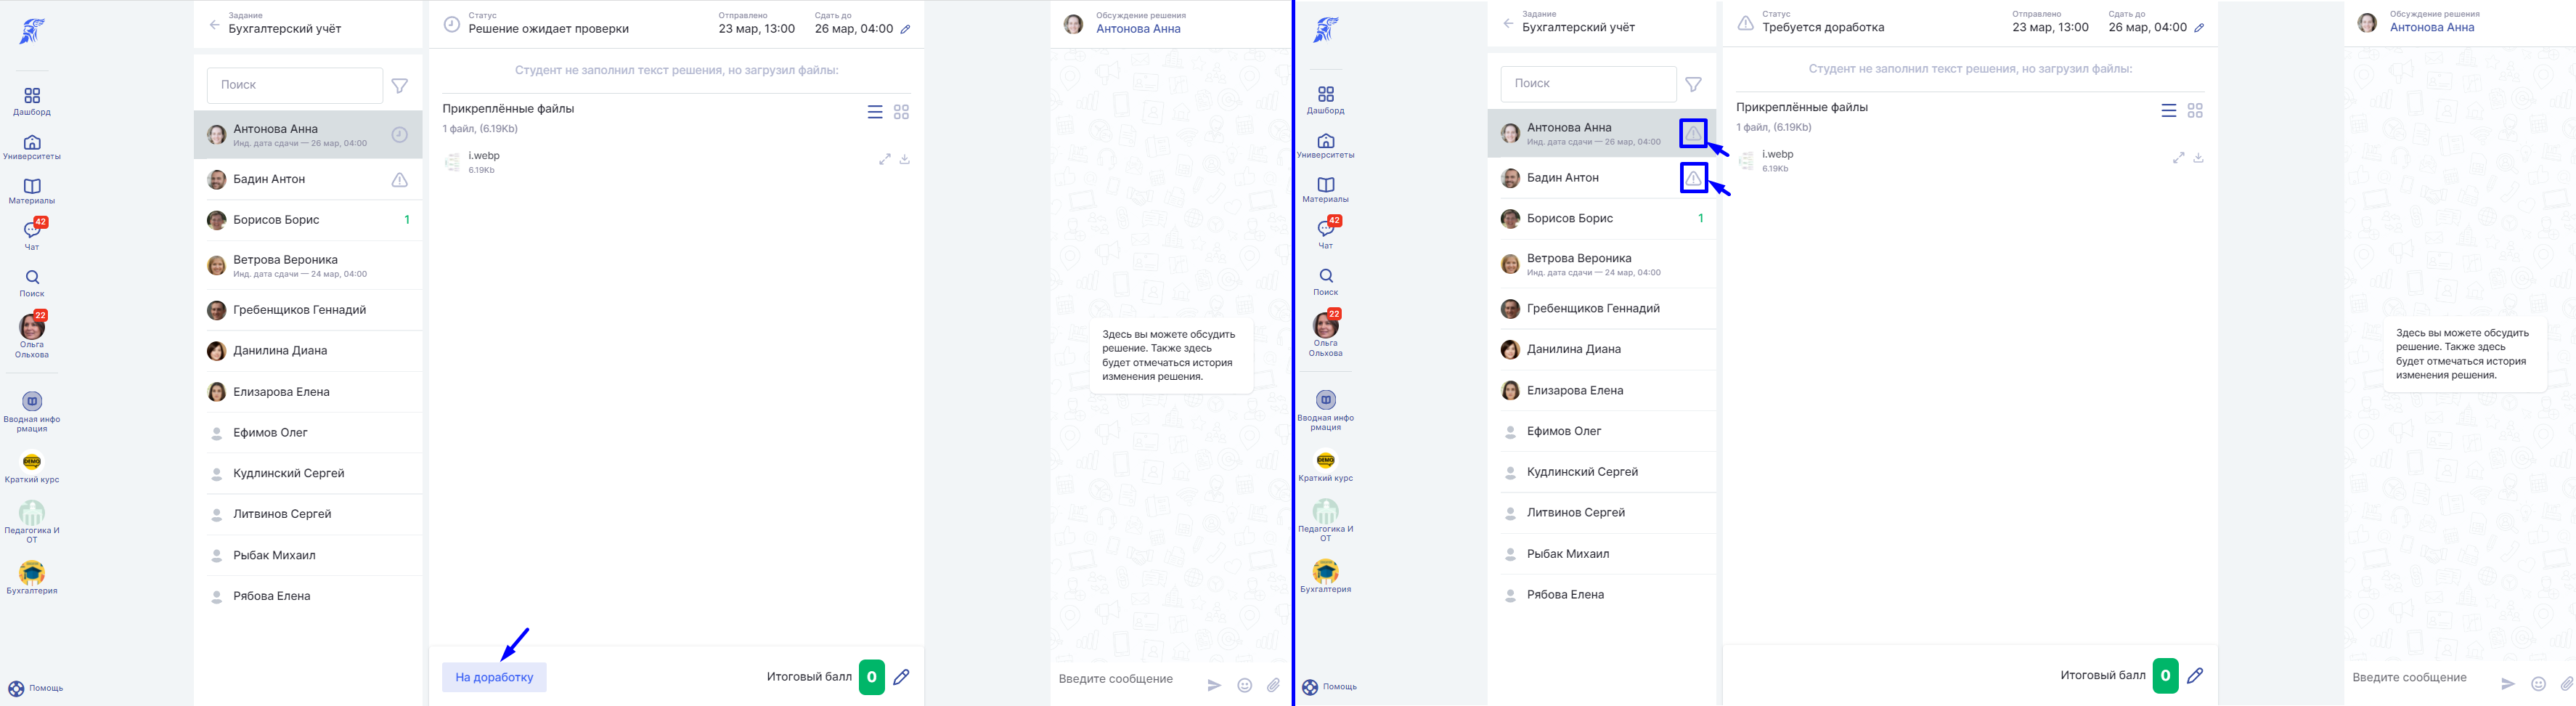 Дашборд
Университеты
Материалы
42
Чат
Поиск
22
Ольга
Ольхова
Вводная инфо
рмация
DEMO
Краткий курс
Педагогика И
ОТ
Бухгалтерия
Помощь
Задание
Бухгалтерский учёт
Поиск
Антонова Анна
Инд. дата сдачи — 26 мар, 04:00
Бадин Антон
Борисов Борис 1
Ветрова Вероника
Инд. дата сдачи — 24 мар, 04:00
Гребенщиков Геннадий
Данилина Диана
Елизарова Елена
Ефимов Олег
Кудлинский Сергей
Литвинов Сергей
Рыбак Михаил
Рябова Елена
Статус
Решение ожидает проверки
Отправлено
23 мар, 13:00
Сдать до
26 мар, 04:00
Студент не заполнил текст решения, но загрузил файлы:
Прикреплённые файлы
1 файл, (6.19Kb)
i.webp
6.19Kb
На доработку
Итоговый балл 0
Обсуждение решения
Антонова Анна
Здесь вы можете обсудить
решение. Также здесь
будет отмечаться история
изменения решения.
Введите сообщение
Дашборд
Университеты
Материалы
42
Чат
Поиск
22
Ольга
Ольхова
Вводная инфо
рмация
DEMO
Краткий курс
Педагогика И
ОТ
Бухгалтерия
Помощь
Задание
Бухгалтерский учёт
Поиск
Антонова Анна
Инд. дата сдачи — 26 мар, 04:00
Бадин Антон
Борисов Борис 1
Ветрова Вероника
Инд. дата сдачи — 24 мар, 04:00
Гребенщиков Геннадий
Данилина Диана
Елизарова Елена
Ефимов Олег
Кудлинский Сергей
Литвинов Сергей
Рыбак Михаил
Рябова Елена
Статус
Требуется доработка
Отправлено
23 мар, 13:00
Сдать до
26 мар, 04:00
Студент не заполнил текст решения, но загрузил файлы:
Прикреплённые файлы
1 файл, (6.19Kb)
i.webp
6.19Kb
Итоговый балл 0
Обсуждение решения
Антонова Анна
Здесь вы можете обсудить
решение. Также здесь
будет отмечаться история
изменения решения.
Введите сообщение